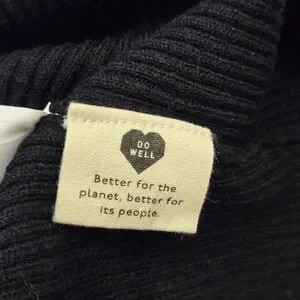 DO
WELL
Better for the
planet, better for
its people.